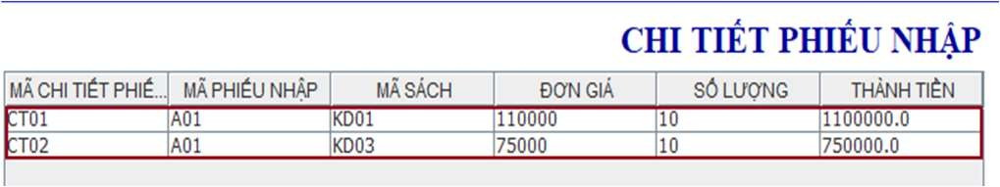 CHI TIẾT PHIẾU NHẬP
MÃ CHI TIẾT PHIẾ... MÃ PHIẾU NHẬP MÃ SÁCH ĐƠN GIÁ SỐ LƯỢNG THÀNH TIỀN
CT01 A01 KD01 110000 10 1100000.0
CT02 A01 KD03 75000 10 750000.0